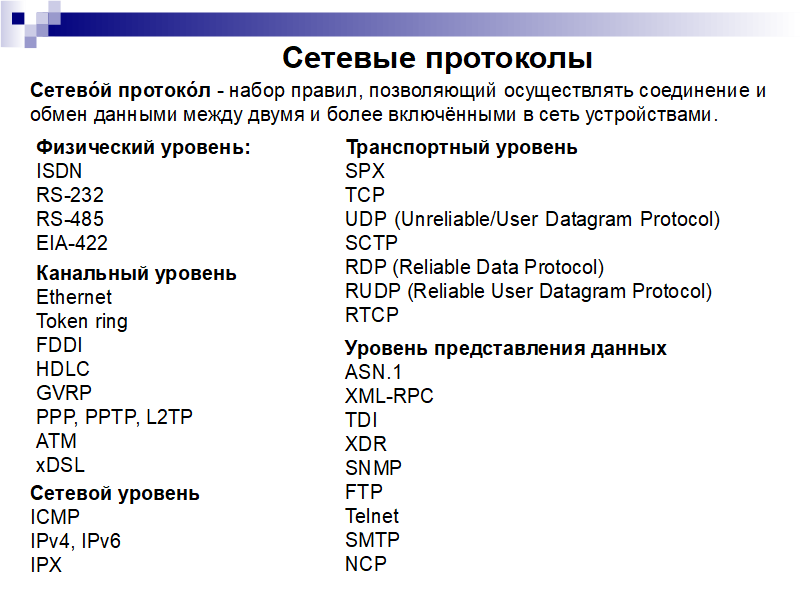 Сетевые протоколы
Сетево́й протоко́л - набор правил, позволяющий осуществлять соединение и
обмен данными между двумя и более включёнными в сеть устройствами.
Физический уровень:
ISDN
RS-232
RS-485
EIA-422
Канальный уровень
Ethernet
Token ring
FDDI
HDLC
GVRP
PPP, PPTP, L2TP
ATM
xDSL
Сетевой уровень
ICMP
IPv4, IPv6
IPX
Транспортный уровень
SPX
TCP
UDP (Unreliable/User Datagram Protocol)
SCTP
RDP (Reliable Data Protocol)
RUDP (Reliable User Datagram Protocol)
RTCP
Уровень представления данных
ASN.1
XML-RPC
TDI
XDR
SNMP
FTP
Telnet
SMTP
NCP